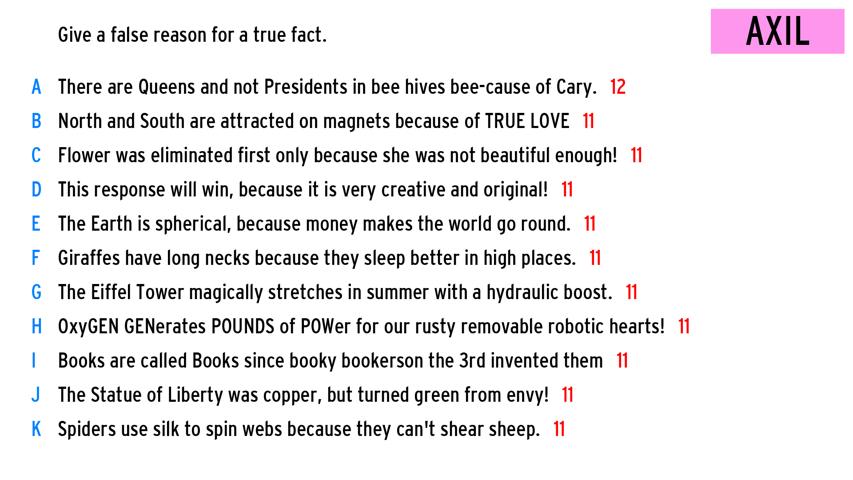 Give a false reason for a true fact.
AXIL
A There are Queens and not Presidents in bee hives bee-cause of Cary. 12
B North and South are attracted on magnets because of TRUE LOVE 11
C Flower was eliminated first only because she was not beautiful enough! 11
D This response will win, because it is very creative and original! 11
E The Earth is spherical, because money makes the world go round. 11
F Giraffes have long necks because they sleep better in high places. 11
G The Eiffel Tower magically stretches in summer with a hydraulic boost. 11
H OxyGEN GENerates POUNDS of POWer for our rusty removable robotic hearts! 11
I Books are called Books since booky bookerson the 3rd invented them 11
J The Statue of Liberty was copper, but turned green from envy! 11
K Spiders use silk to spin webs because they can't shear sheep. 11